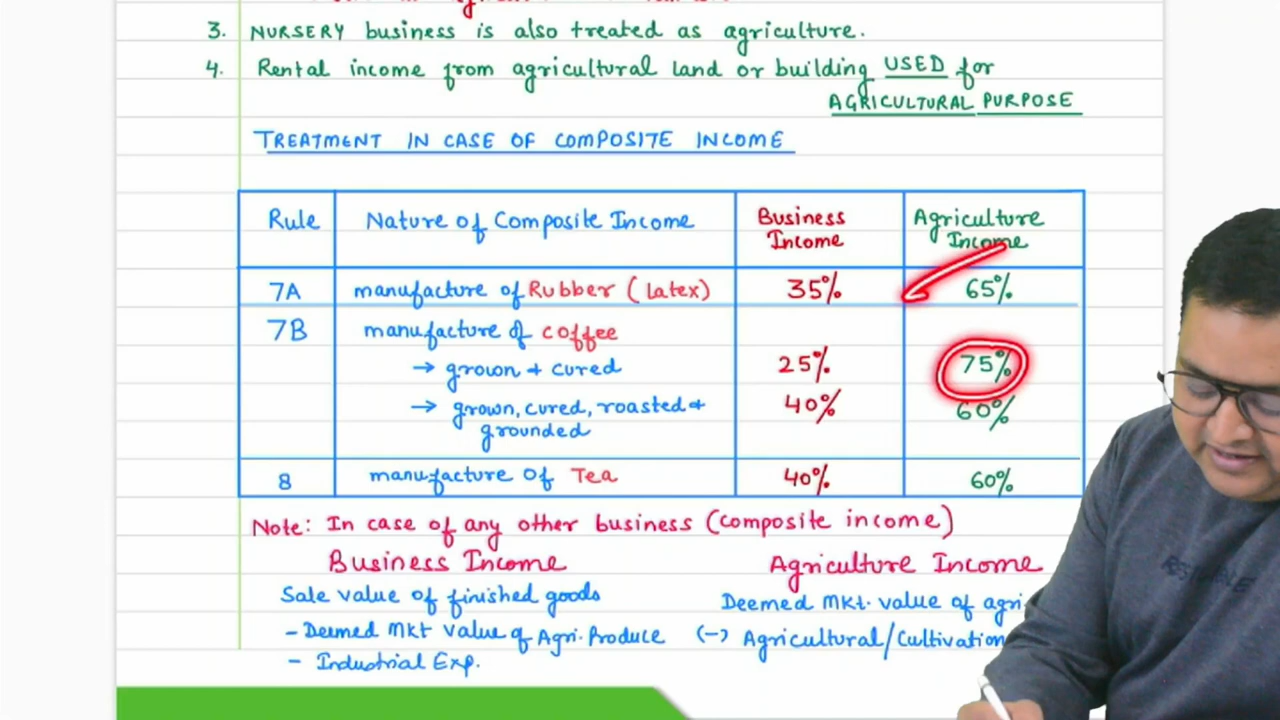 3. NURSERY business is also treated as agriculture.
4. Rental income from agricultural land or building USED for
AGRICULTURAL PURPOSE
TREATMENT IN CASE OF COMPOSITE INCOME
Rule Nature of Composite Income Business Income Agriculture Income
7A manufacture of Rubber (Latex) 35% 65%
7B manufacture of coffee
→ grown + cured 25% 75%
→ grown, cured, roasted + 40% 60%
grounded
8 manufacture of Tea 40% 60%
Note: In case of any other business (composite income)
Business Income Agriculture Income
Sale value of finished goods Deemed Mkt. value of agri.
- Deemed Mkt Value of Agri. Produce (-) Agricultural/Cultivation
- Industrial Exp.